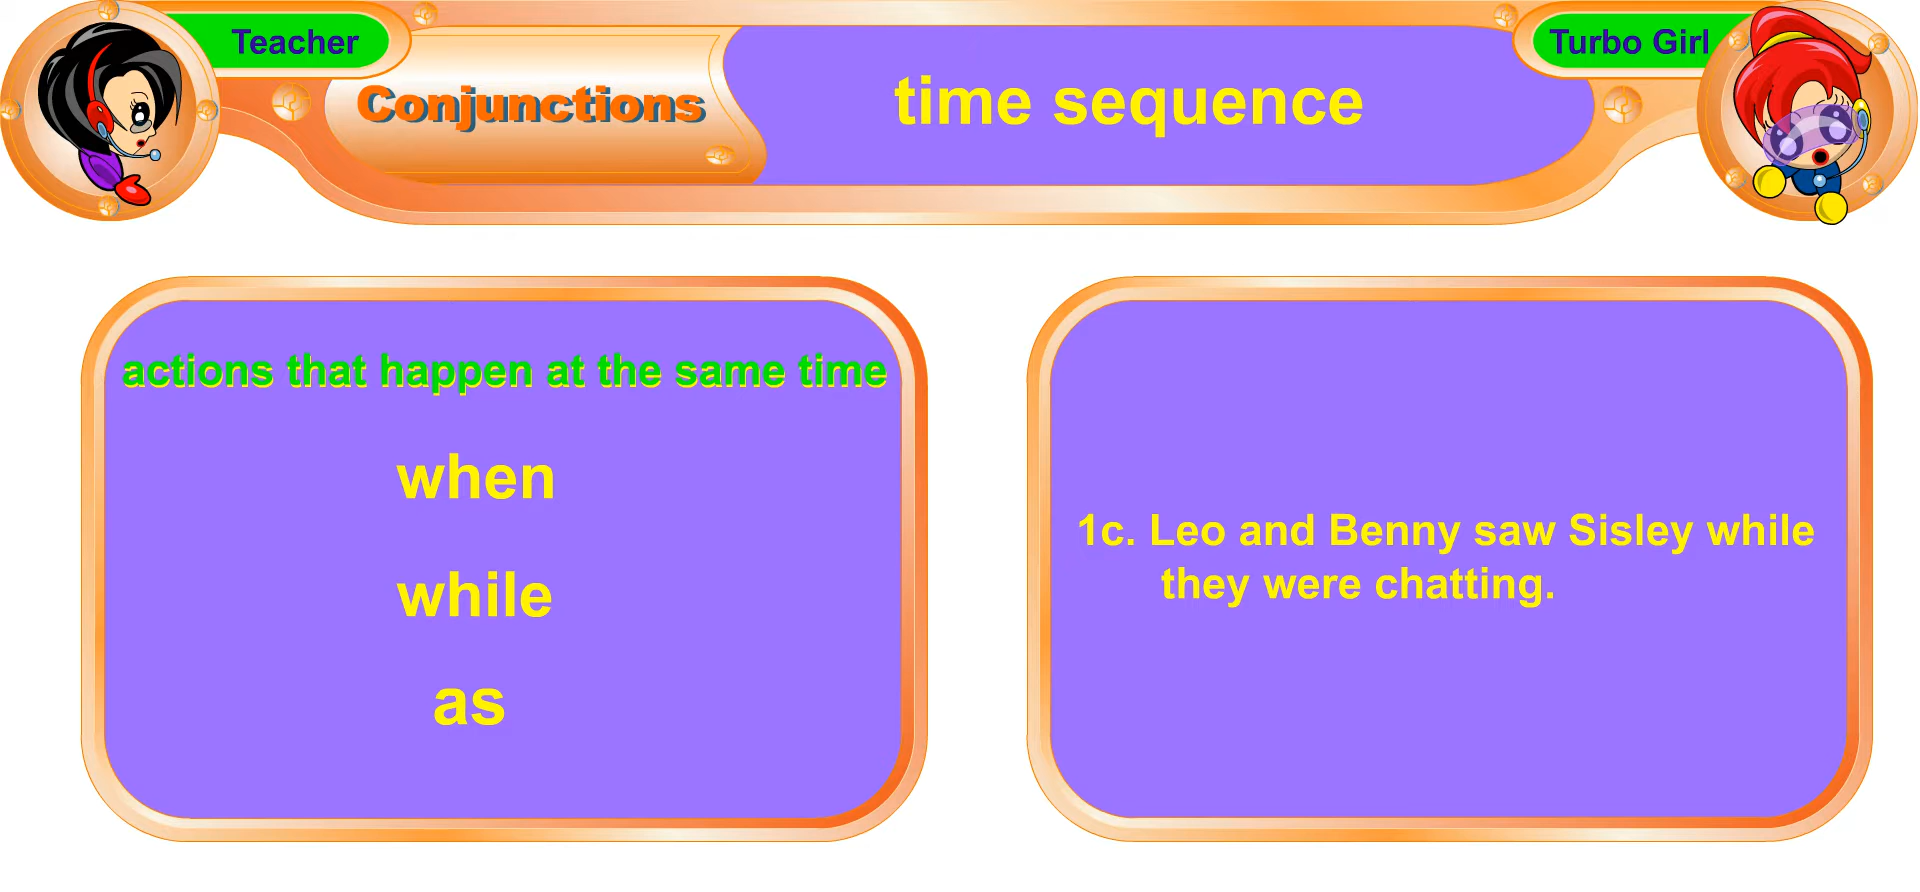 Teacher
Turbo Girl
Conjunctions
time sequence
actions that happen at the same time
when
while
as
1c. Leo and Benny saw Sisley while
they were chatting.